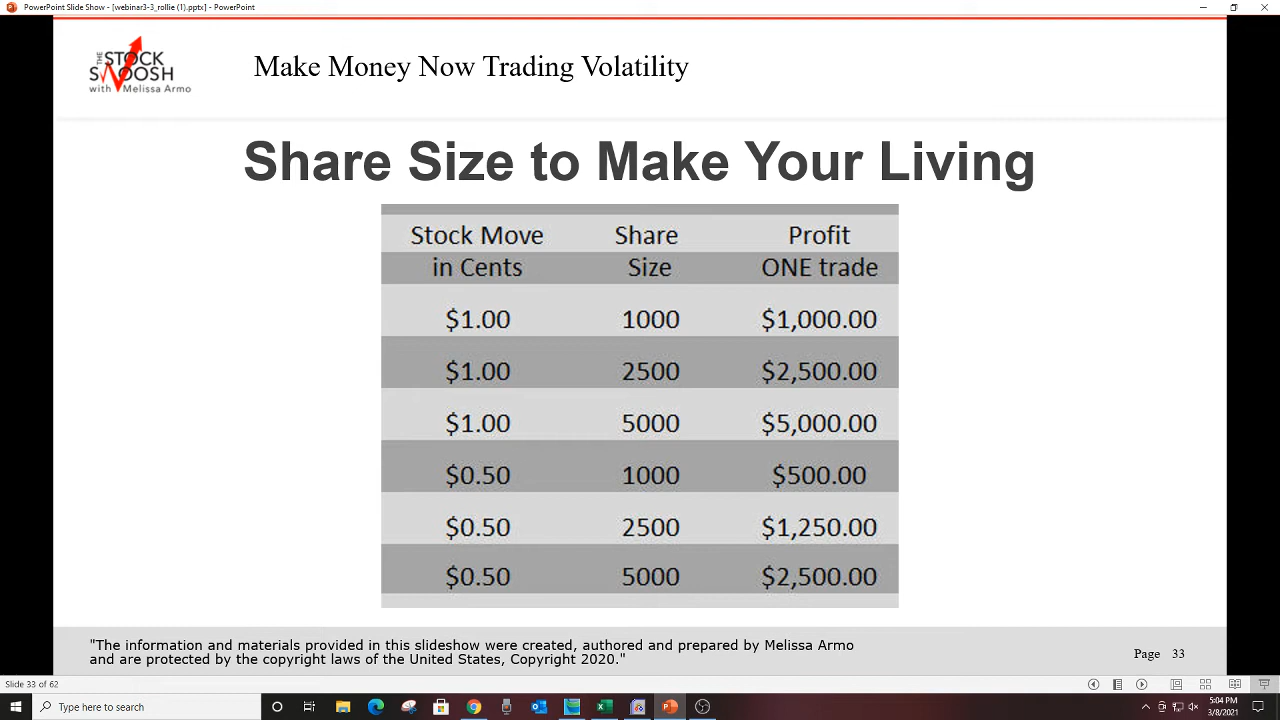 PowerPoint Slide Show - [webinar3-3_rollie (1).pptx] - PowerPoint
THE
STOCK
SWOOSH
with Melissa Armo
Make Money Now Trading Volatility
Share Size to Make Your Living
Stock Move Share Profit
in Cents Size ONE trade
$1.00 1000 $1,000.00
$1.00 2500 $2,500.00
$1.00 5000 $5,000.00
$0.50 1000 $500.00
$0.50 2500 $1,250.00
$0.50 5000 $2,500.00
"The information and materials provided in this slideshow were created, authored and prepared by Melissa Armo
and are protected by the copyright laws of the United States, Copyright 2020."
Page 33
Slide 33 of 62
Type here to search
5:04 PM
3/8/2021